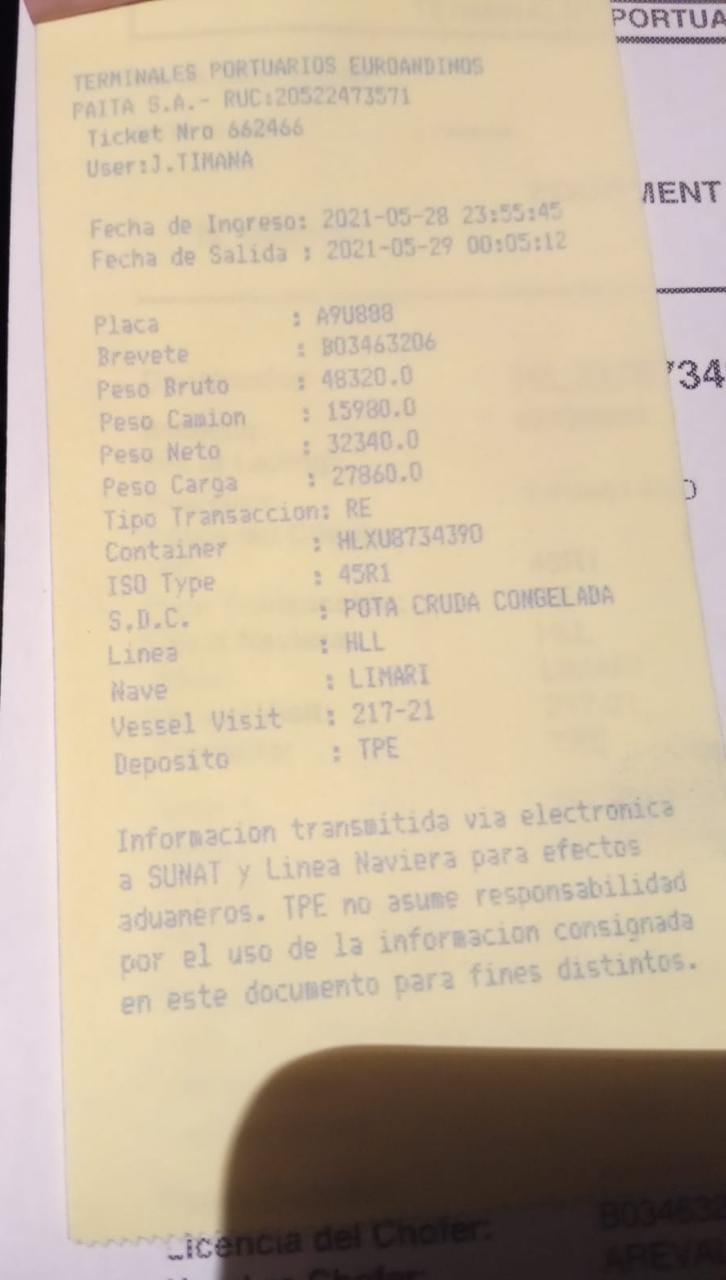 TERMINALES PORTUARIOS EUROANDINOS
PAITA S.A.- RUC:20522473571
Ticket Nro 662466
User:J.TIMANA
Fecha de Ingreso: 2021-05-28 23:55:45
Fecha de Salida : 2021-05-29 00:05:12
Placa : A9U888
Brevete : B03463206
Peso Bruto : 48320.0
Peso Camion : 15980.0
Peso Neto : 32340.0
Peso Carga : 27860.0
Tipo Transaccion: RE
Container : HLXU8734390
ISO Type : 45R1
S.D.C. : POTA CRUDA CONGELADA
Linea : HLL
Nave : LIMARI
Vessel Visit : 217-21
Deposito : TPE
Informacion transmitida via electronica
a SUNAT y Linea Naviera para efectos
aduaneros. TPE no asume responsabilidad
por el uso de la informacion consignada
en este documento para fines distintos.
PORTUA
MENT
734
Licencia del Chofer: B034632
Chofer: AREVA